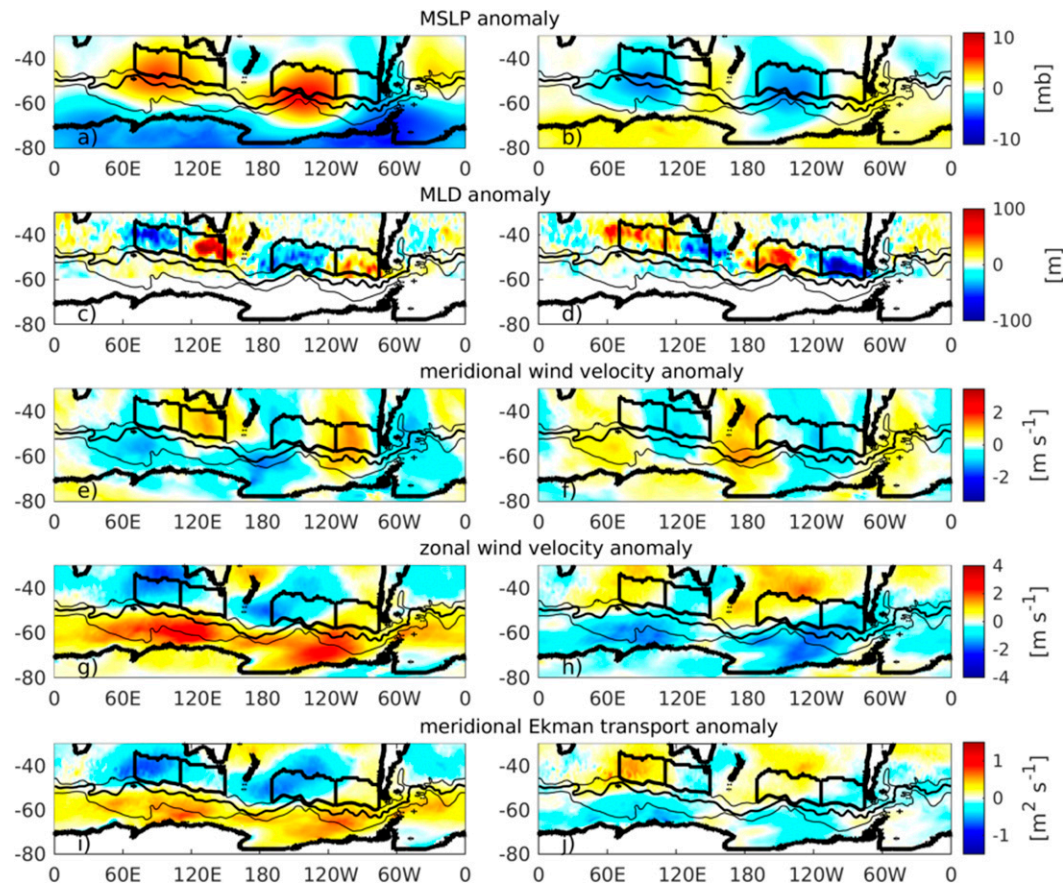 MSLP anomaly
-40
-60
-80
a)
b)
0 60E 120E 180 120W 60W 0
0 60E 120E 180 120W 60W 0
10
0
-10
[mb]
MLD anomaly
-40
-60
-80
c)
d)
0 60E 120E 180 120W 60W 0
0 60E 120E 180 120W 60W 0
100
0
-100
[m]
meridional wind velocity anomaly
-40
-60
-80
e)
f)
0 60E 120E 180 120W 60W 0
0 60E 120E 180 120W 60W 0
2
0
-2
[m s⁻¹]
zonal wind velocity anomaly
-40
-60
-80
g)
h)
0 60E 120E 180 120W 60W 0
0 60E 120E 180 120W 60W 0
4
2
0
-2
-4
[m s⁻¹]
meridional Ekman transport anomaly
-40
-60
-80
i)
j)
0 60E 120E 180 120W 60W 0
0 60E 120E 180 120W 60W 0
1
0
-1
[m² s⁻¹]